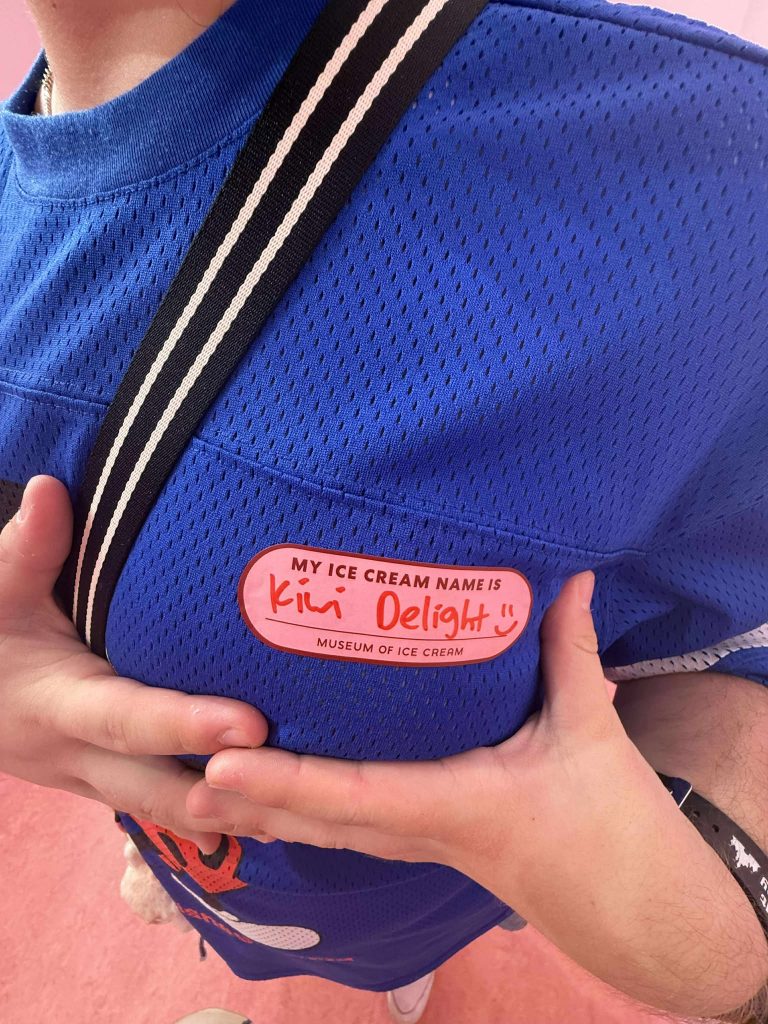 MY ICE CREAM NAME IS
Kiwi Delight :)
MUSEUM OF ICE CREAM